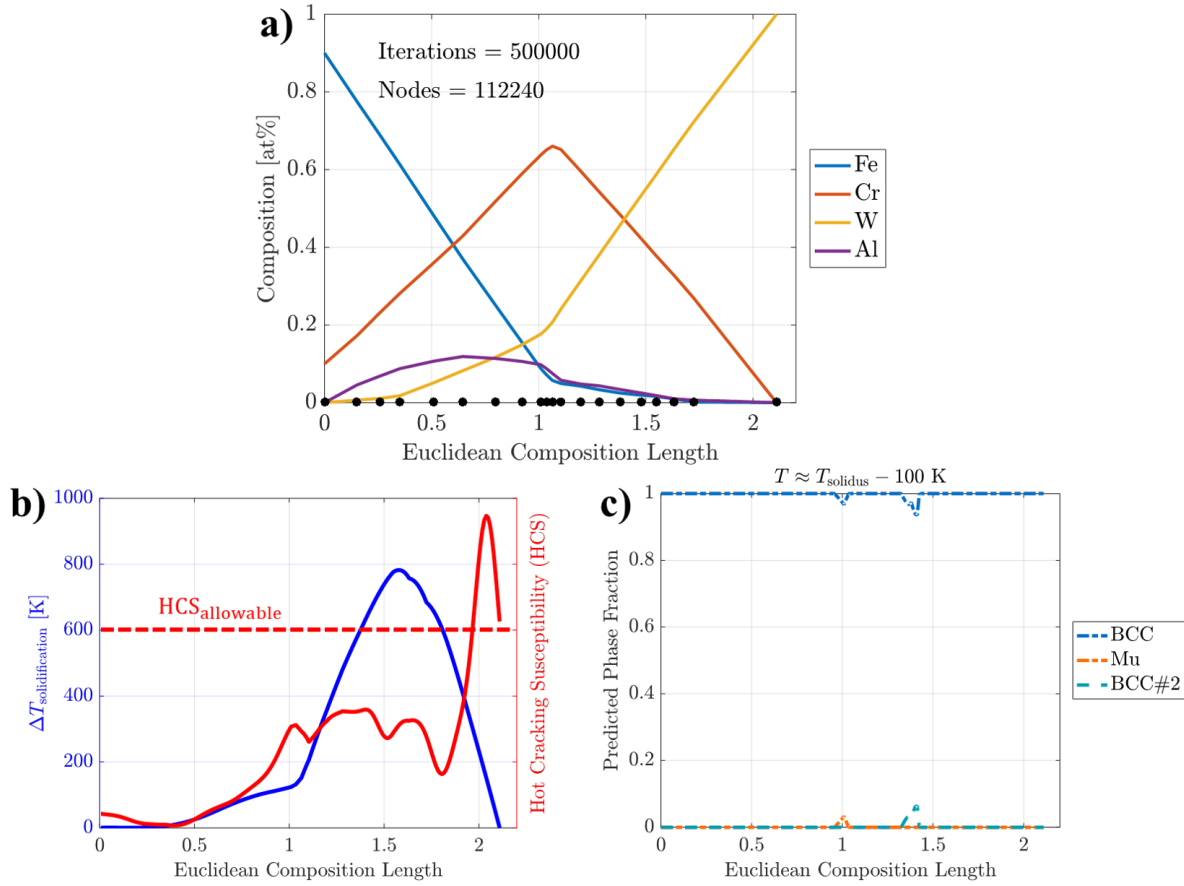 a)
Iterations = 500000
Nodes = 112240
Composition [at%]
1
0.8
0.6
0.4
0.2
0
0 0.5 1 1.5 2
Euclidean Composition Length
Fe
Cr
W
Al
b)
ΔTsolidification [K]
1000
800
600
400
200
0
HCSallowable
Hot Cracking Susceptibility (HCS)
0 0.5 1 1.5 2
Euclidean Composition Length
c)
T ≈ Tsolidus − 100 K
Predicted Phase Fraction
1
0.8
0.6
0.4
0.2
0
0 0.5 1 1.5 2
Euclidean Composition Length
BCC
Mu
BCC#2